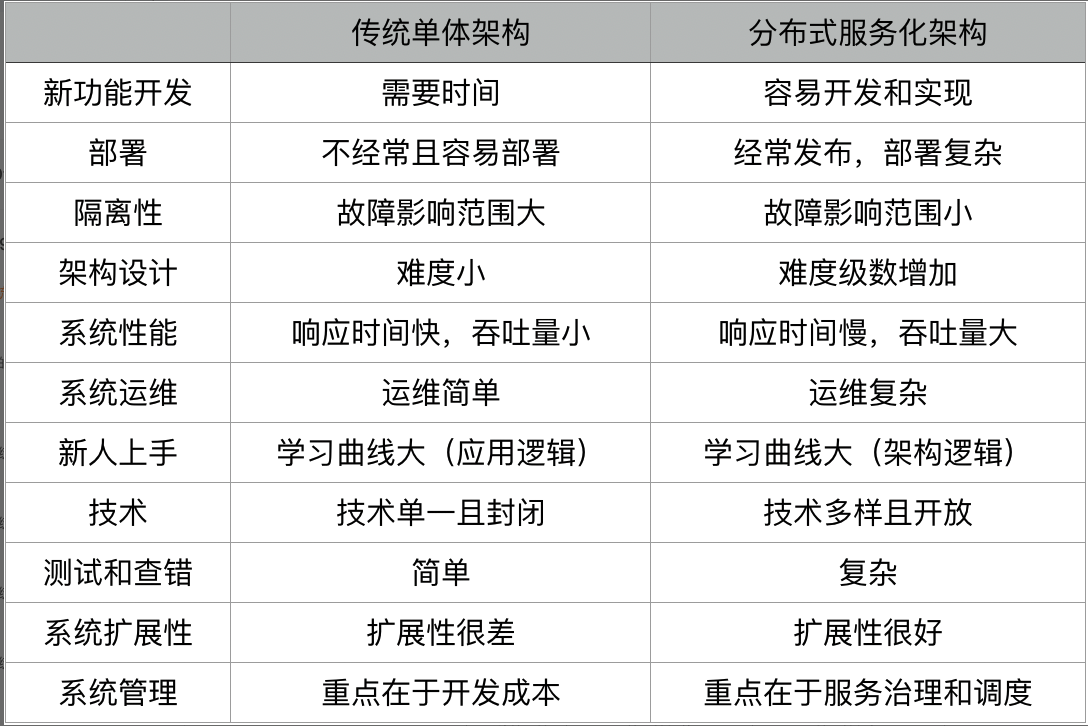 传统单体架构 分布式服务化架构
新功能开发 需要时间 容易开发和实现
部署 不经常且容易部署 经常发布，部署复杂
隔离性 故障影响范围大 故障影响范围小
架构设计 难度小 难度级数增加
系统性能 响应时间快，吞吐量小 响应时间慢，吞吐量大
系统运维 运维简单 运维复杂
新人上手 学习曲线大（应用逻辑） 学习曲线大（架构逻辑）
技术 技术单一且封闭 技术多样且开放
测试和查错 简单 复杂
系统扩展性 扩展性很差 扩展性很好
系统管理 重点在于开发成本 重点在于服务治理和调度